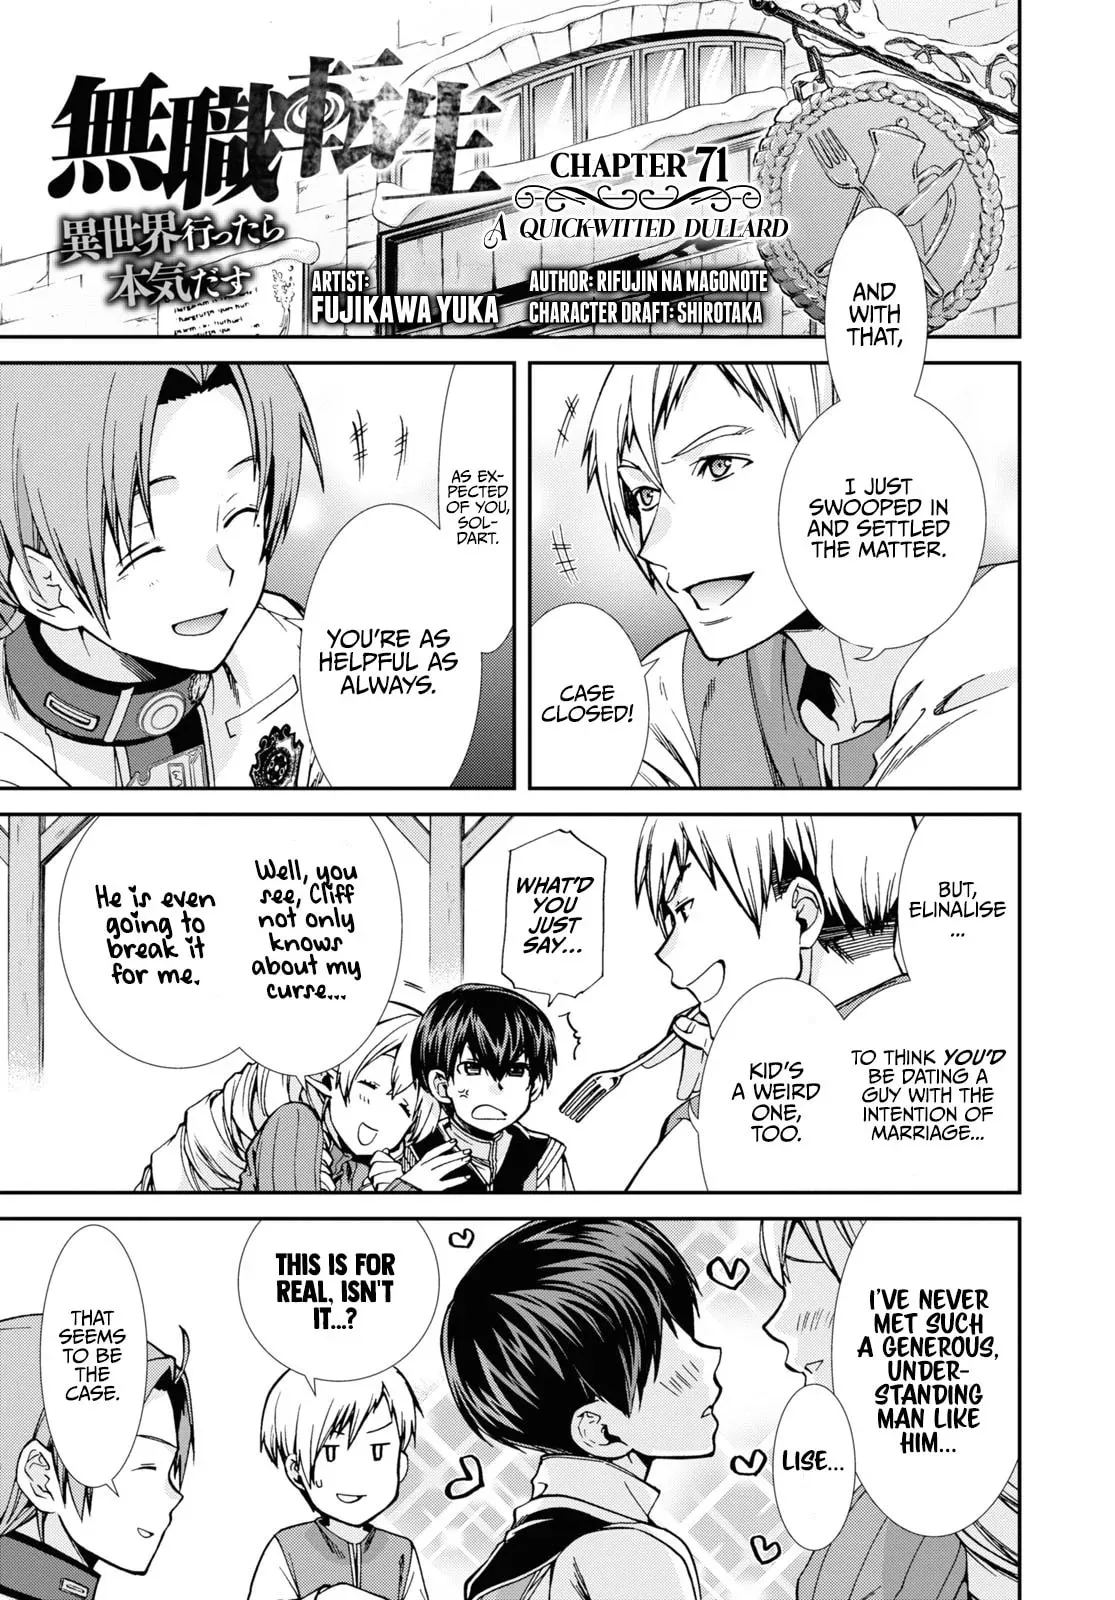 無職転生
異世界行ったら
本気だす
CHAPTER 71
A QUICK-WITTED DULLARD
ARTIST:
FUJIKAWA YUKA
AUTHOR: RIFUJIN NA MAGONOTE
CHARACTER DRAFT: SHIROTAKA
AND
WITH
THAT,
I JUST
SWOOPED IN
AND SETTLED
THE MATTER.
CASE
CLOSED!
AS EX-
PECTED
OF YOU,
SOL-
DART.
YOU'RE AS
HELPFUL AS
ALWAYS.
BUT,
ELINALISE
...
TO THINK YOU'D
BE DATING A
GUY WITH THE
INTENTION OF
MARRIAGE...
KID'S
A WEIRD
ONE,
TOO.
WHAT'D
YOU
JUST
SAY...
Well, you
see, Cliff
not only
knows
about my
curse...
He is even
going to
break it
for me.
I'VE NEVER
MET SUCH
A GENEROUS,
UNDER-
STANDING
MAN LIKE
HIM...
LISE...
THIS IS FOR
REAL, ISN'T
IT...?
THAT
SEEMS
TO BE THE
CASE.